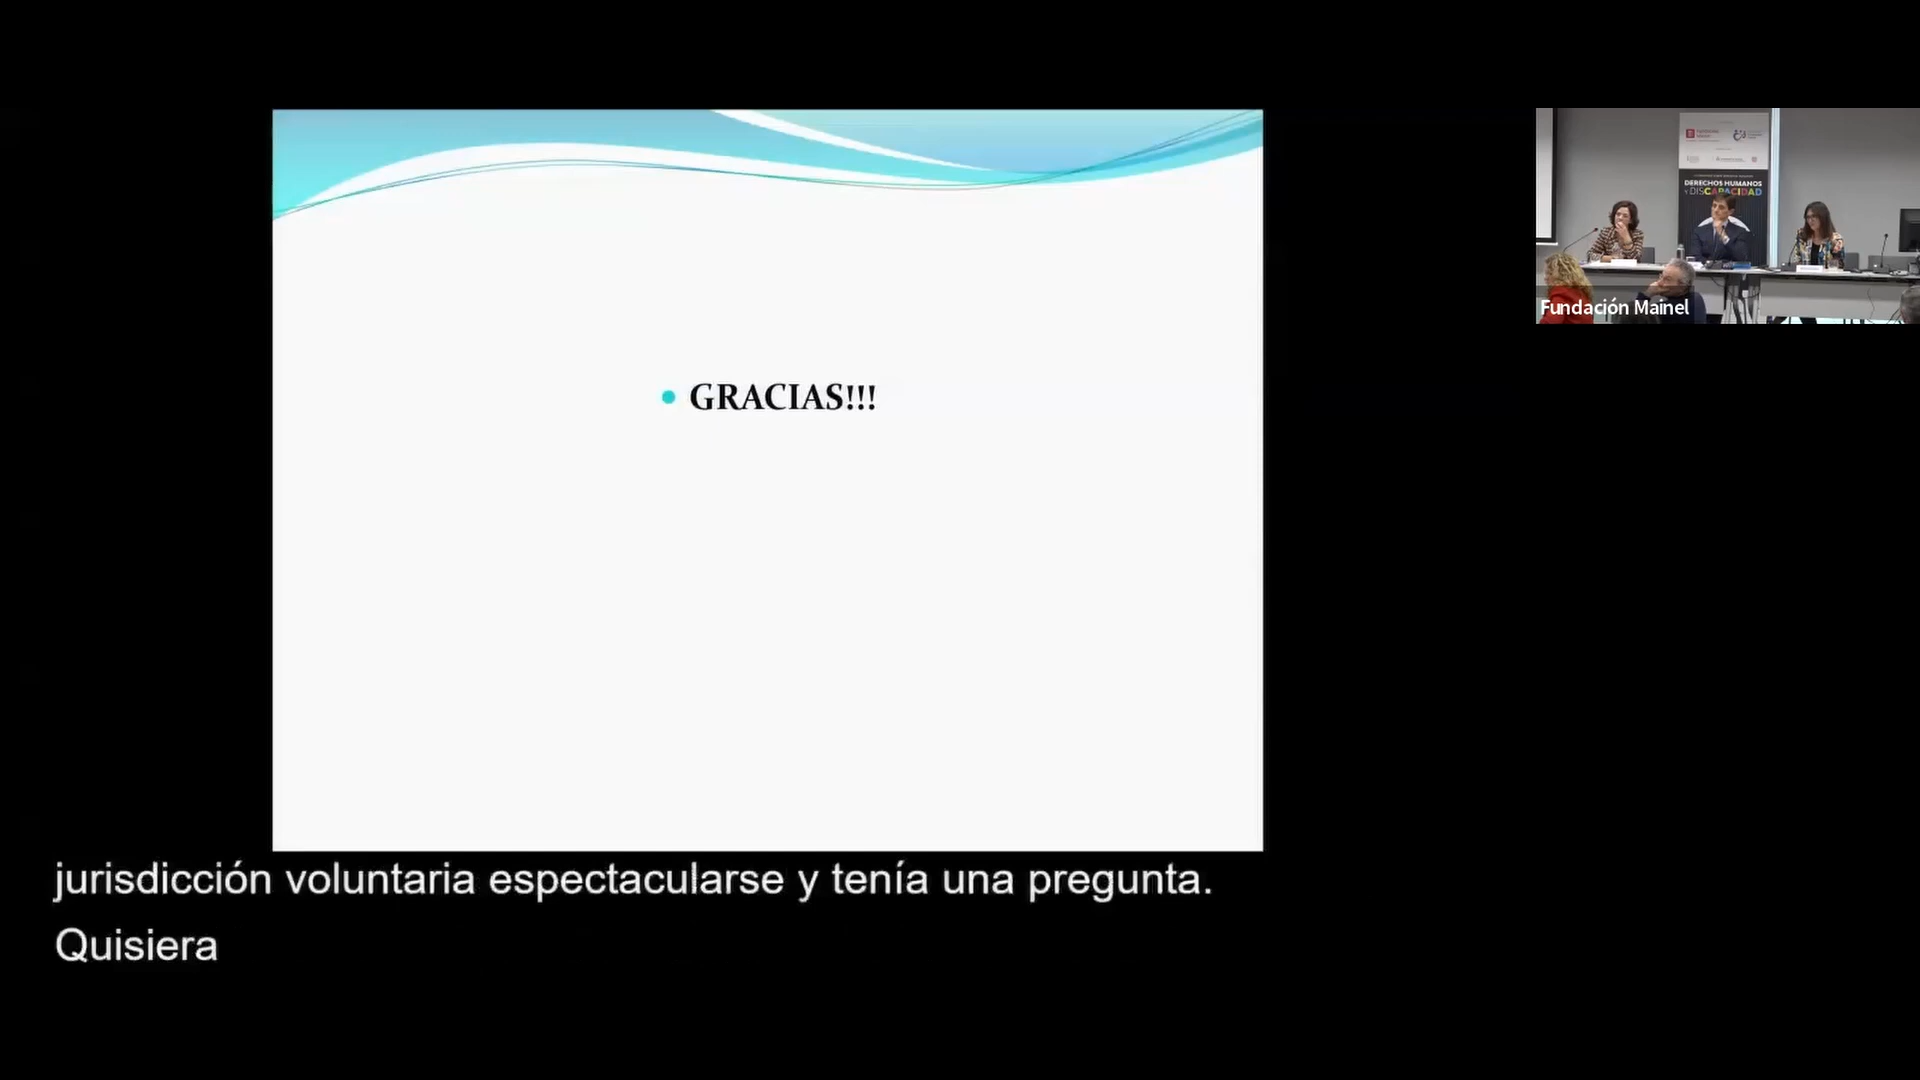 • GRACIAS!!!
DERECHOS HUMANOS
Y DISCAPACIDAD
Fundación Mainel
jurisdicción voluntaria espectacularse y tenía una pregunta.
Quisiera